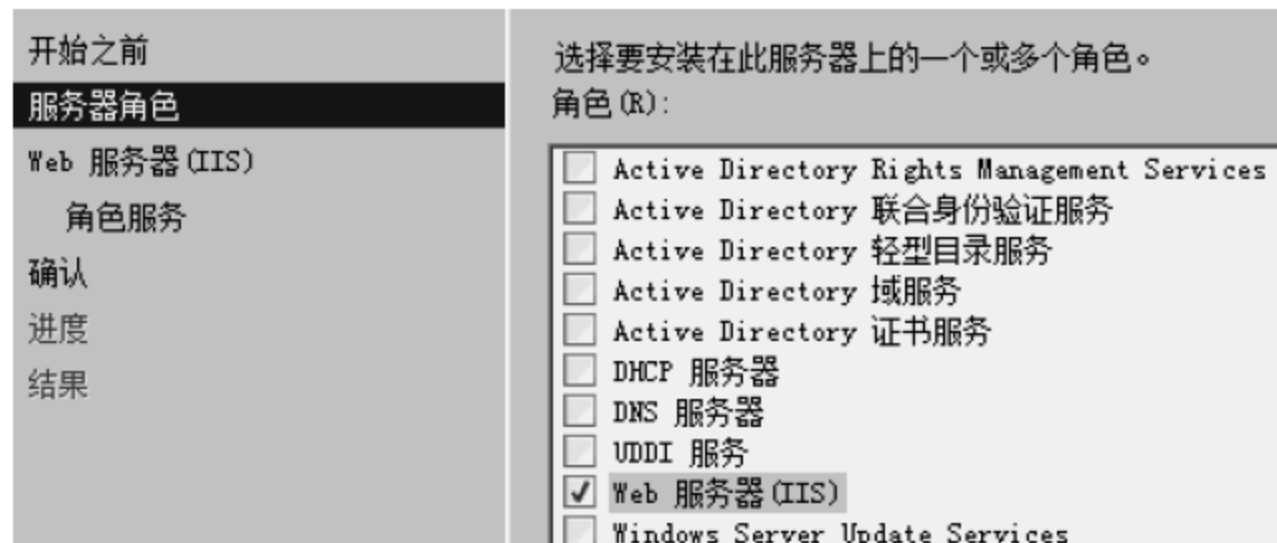 开始之前
服务器角色
Web 服务器(IIS)
角色服务
确认
进度
结果
选择要安装在此服务器上的一个或多个角色。
角色(R):
Active Directory Rights Management Services
Active Directory 联合身份验证服务
Active Directory 轻型目录服务
Active Directory 域服务
Active Directory 证书服务
DHCP 服务器
DNS 服务器
UDDI 服务
Web 服务器(IIS)
Windows Server Update Services